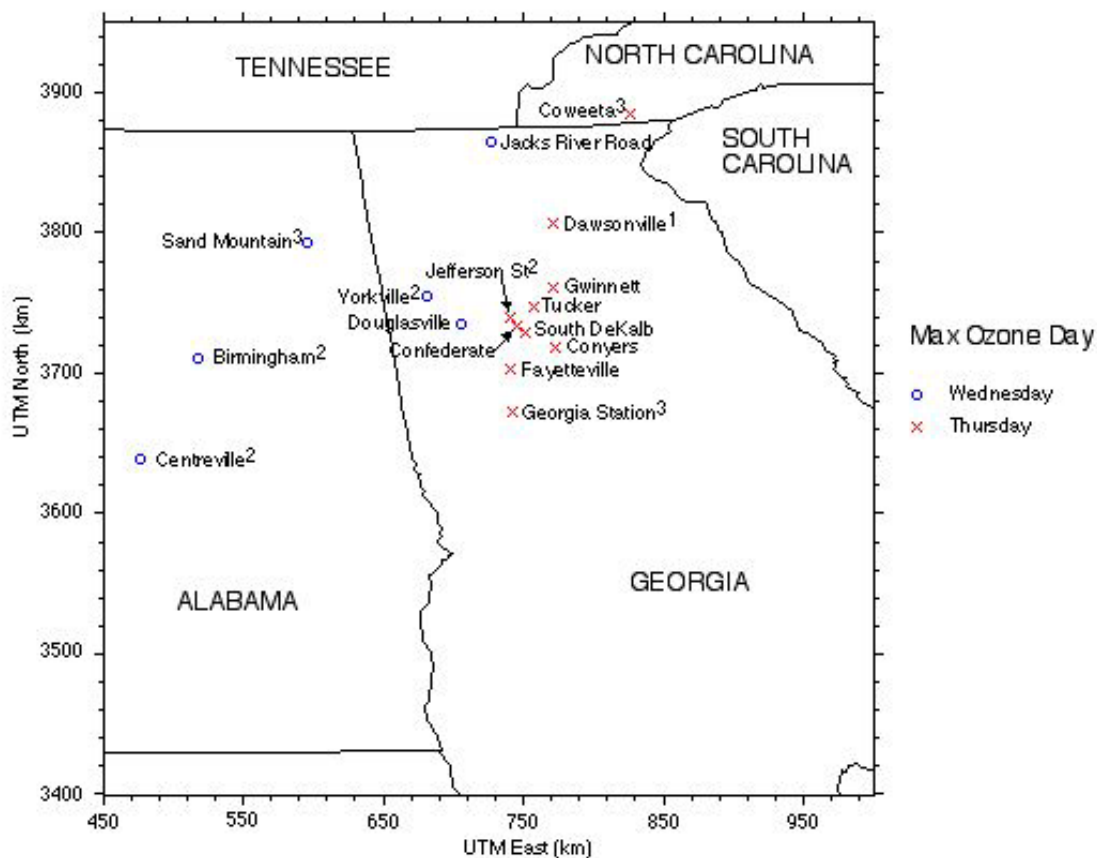 TENNESSEE
NORTH CAROLINA
3900
Coweeta3
Jacks River Road
SOUTH
CAROLINA
3800
Dawsonville1
Sand Mountain3
Jefferson St2
Gwinnett
Yorkville2
Tucker
Douglasville
South DeKalb
Confederate
Conyers
Birmingham2
Fayetteville
3700
Georgia Station3
Centreville2
3600
GEORGIA
ALABAMA
3500
3400
450 550 650 750 850 950
UTM East (km)
UTM North (km)
Max Ozone Day
Wednesday
Thursday